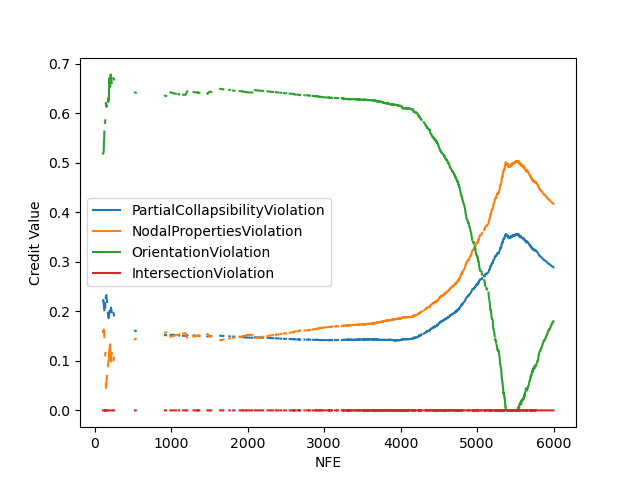 0.7
0.6
0.5
0.4
0.3
0.2
0.1
0.0
Credit Value
PartialCollapsibilityViolation
NodalPropertiesViolation
OrientationViolation
IntersectionViolation
0 1000 2000 3000 4000 5000 6000
NFE